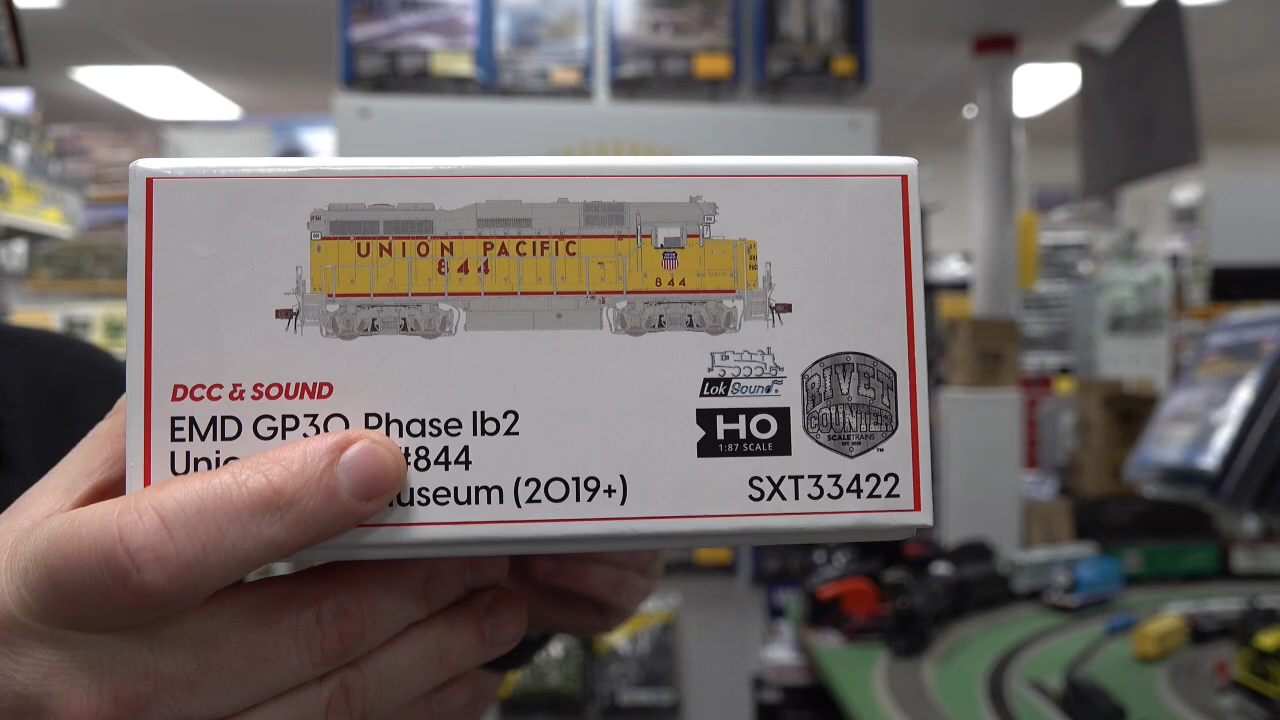 UNION PACIFIC
844
844
DCC & SOUND
EMD GP30 Phase Ib2
#844
(2019+)
LokSound
HO
1:87 SCALE
RIVET
COUNTER
SCALETRAINS
TM
SXT33422